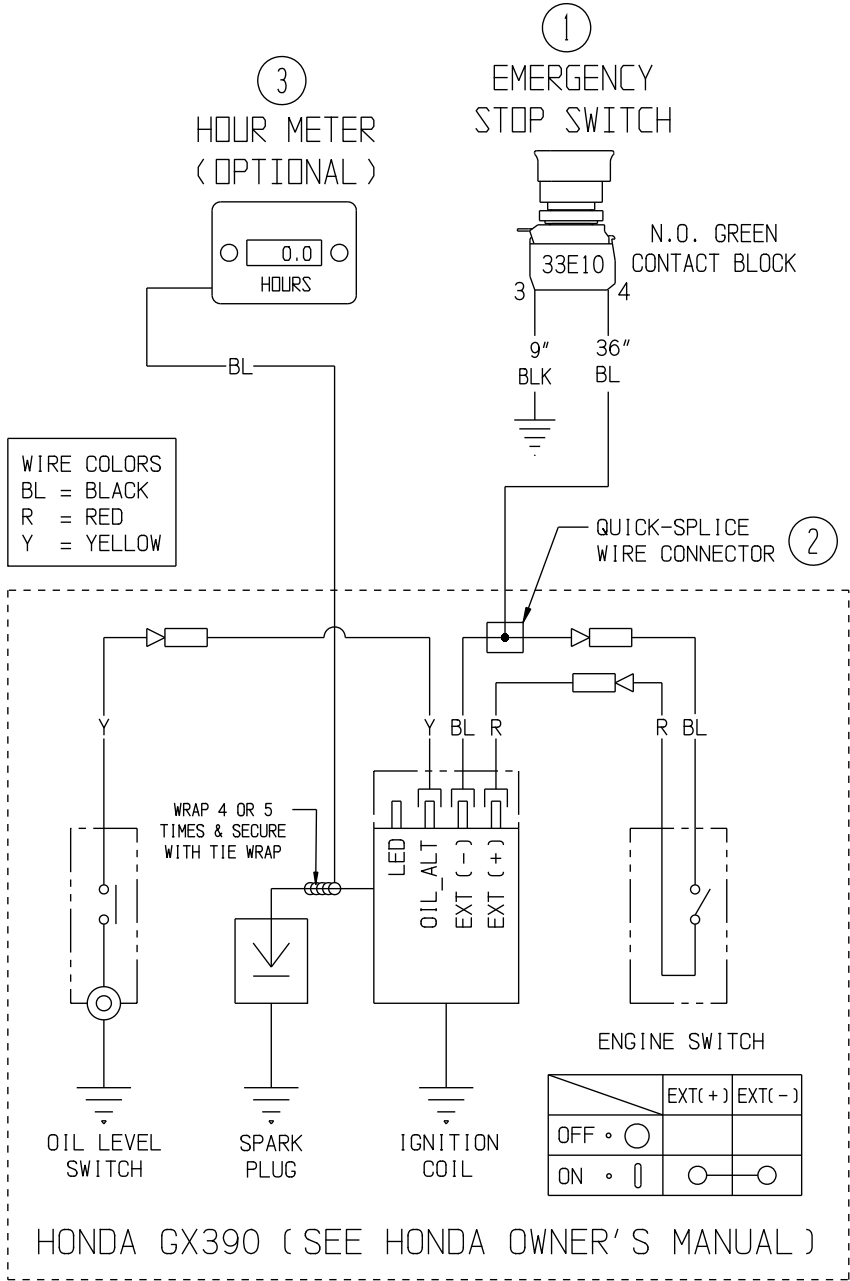 1
EMERGENCY
STOP SWITCH
3
HOUR METER
(OPTIONAL)
0.0
HOURS
N.O. GREEN
CONTACT BLOCK
33E10
3
4
9"
BLK
36"
BL
BL
WIRE COLORS
BL = BLACK
R = RED
Y = YELLOW
QUICK-SPLICE
WIRE CONNECTOR
2
Y
Y
BL
R
R
BL
WRAP 4 OR 5
TIMES & SECURE
WITH TIE WRAP
LED
OIL_ALT
EXT (-)
EXT (+)
ENGINE SWITCH
EXT(+) EXT(-)
OFF
ON
OIL LEVEL
SWITCH
SPARK
PLUG
IGNITION
COIL
HONDA GX390 (SEE HONDA OWNER'S MANUAL)